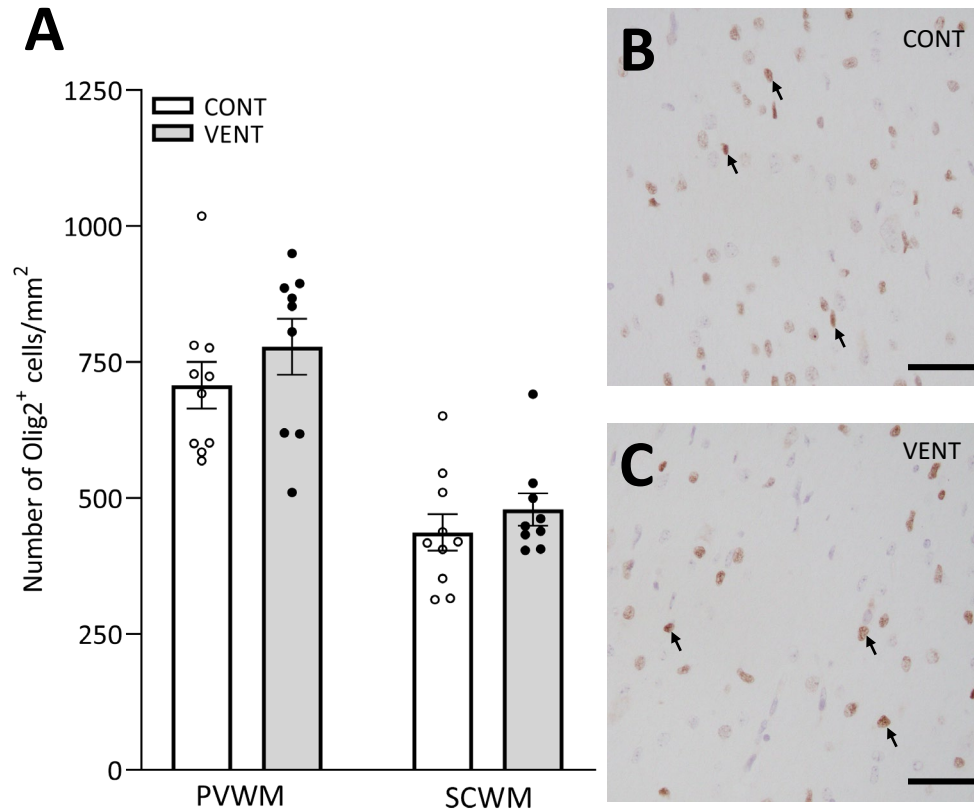 A
Number of Olig2+ cells/mm2
1250
1000
750
500
250
0
CONT
VENT
PVWM
SCWM
B
CONT
C
VENT